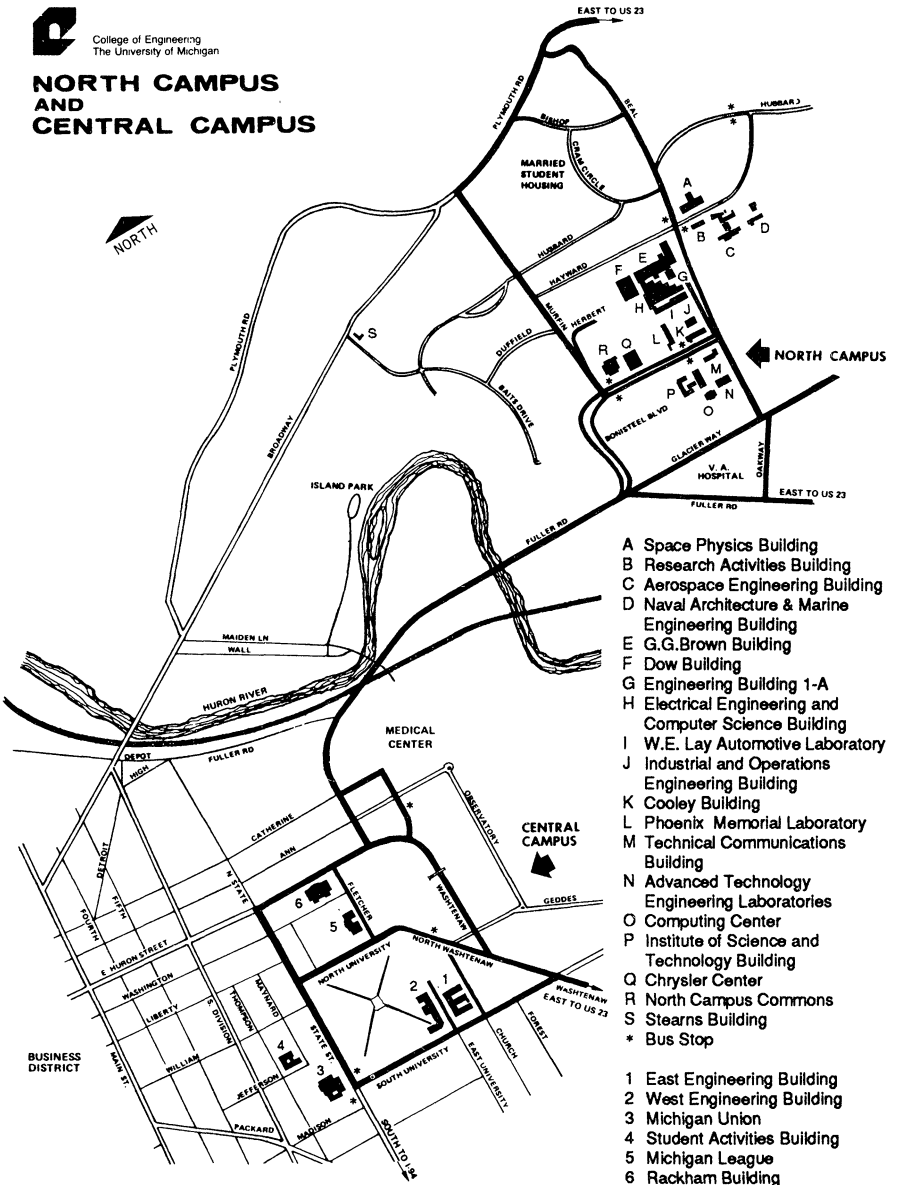 College of Engineering
The University of Michigan
NORTH CAMPUS
AND
CENTRAL CAMPUS
EAST TO US 23
PLYMOUTH RD
BISHOP
BEAL
HUBBARD
CRAM CIRCLE
MARRIED
STUDENT
HOUSING
NORTH
A
B
C
D
HUBBARD
HAYWARD
E
F
G
H
I
J
K
L
MURFIN
HERBERT
DUFFIELD
S
R
Q
PLYMOUTH RD
NORTH CAMPUS
M
N
O
P
BAITS DRIVE
BONISTEEL BLVD
GLACIER WAY
BROADWAY
V. A.
HOSPITAL
OAKWAY
EAST TO US 23
FULLER RD
ISLAND PARK
FULLER RD
A Space Physics Building
B Research Activities Building
C Aerospace Engineering Building
D Naval Architecture & Marine
Engineering Building
E G.G.Brown Building
F Dow Building
G Engineering Building 1-A
H Electrical Engineering and
Computer Science Building
I W.E. Lay Automotive Laboratory
J Industrial and Operations
Engineering Building
K Cooley Building
L Phoenix Memorial Laboratory
M Technical Communications
Building
N Advanced Technology
Engineering Laboratories
O Computing Center
P Institute of Science and
Technology Building
Q Chrysler Center
R North Campus Commons
S Stearns Building
* Bus Stop
1 East Engineering Building
2 West Engineering Building
3 Michigan Union
4 Student Activities Building
5 Michigan League
6 Rackham Building
MAIDEN LN
WALL
HURON RIVER
MEDICAL
CENTER
DEPOT
FULLER RD
HIGH
CATHERINE
OBSERVATORY
ANN
CENTRAL
CAMPUS
DETROIT
N STATE
FLETCHER
6
5
WASHTENAW
GEDDES
FIFTH
FOURTH
E HURON STREET
NORTH UNIVERSITY
NORTH WASHTENAW
WASHINGTON
MAYNARD
THOMPSON
S. DIVISION
LIBERTY
2
1
WASHTENAW
EAST TO US 23
STATE ST.
CHURCH
FOREST
BUSINESS
DISTRICT
MAIN ST.
WILLIAM
4
3
JEFFERSON
SOUTH UNIVERSITY
EAST UNIVERSITY
PACKARD
MADISON
SOUTH TO I-94